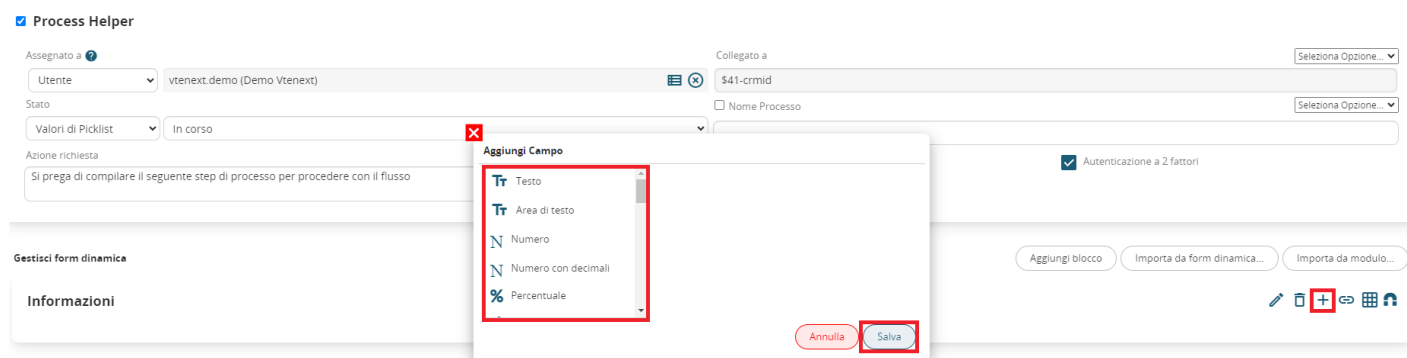 Process Helper
Assegnato a
Collegato a
Seleziona Opzione...
Utente
vtenext.demo (Demo Vtenext)
$41-crmid
Stato
Nome Processo
Seleziona Opzione...
Valori di Picklist
In corso
Azione richiesta
Si prega di compilare il seguente step di processo per procedere con il flusso
Autenticazione a 2 fattori
Aggiungi Campo
Testo
Area di testo
Numero
Numero con decimali
Percentuale
Annulla
Salva
Gestisci form dinamica
Aggiungi blocco
Importa da form dinamica...
Importa da modulo...
Informazioni